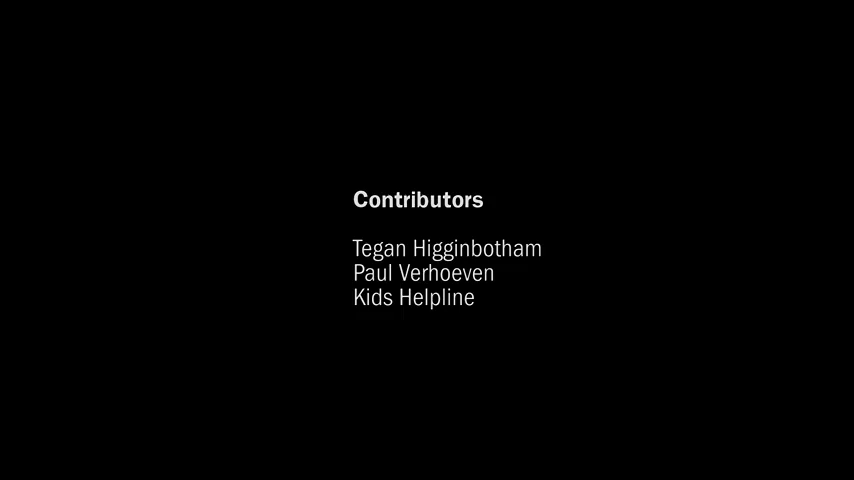 Contributors
Tegan Higginbotham
Paul Verhoeven
Kids Helpline